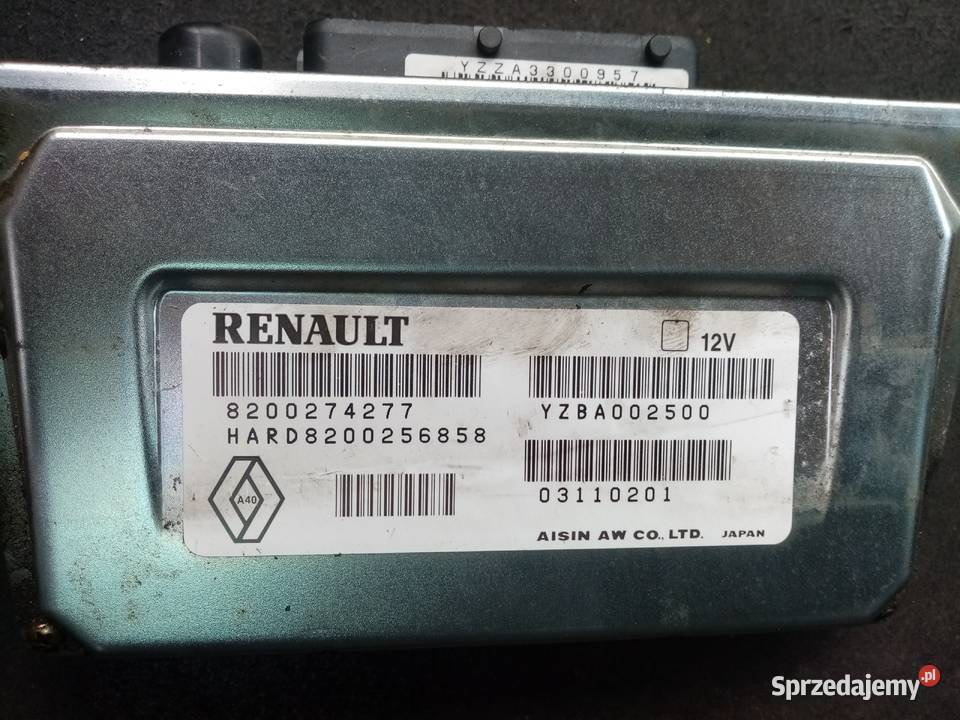 YZZA3300957
RENAULT
12V
8200274277
YZBA002500
HARD8200256858
A40
03110201
AISIN AW CO., LTD. JAPAN
Sprzedajemy.pl